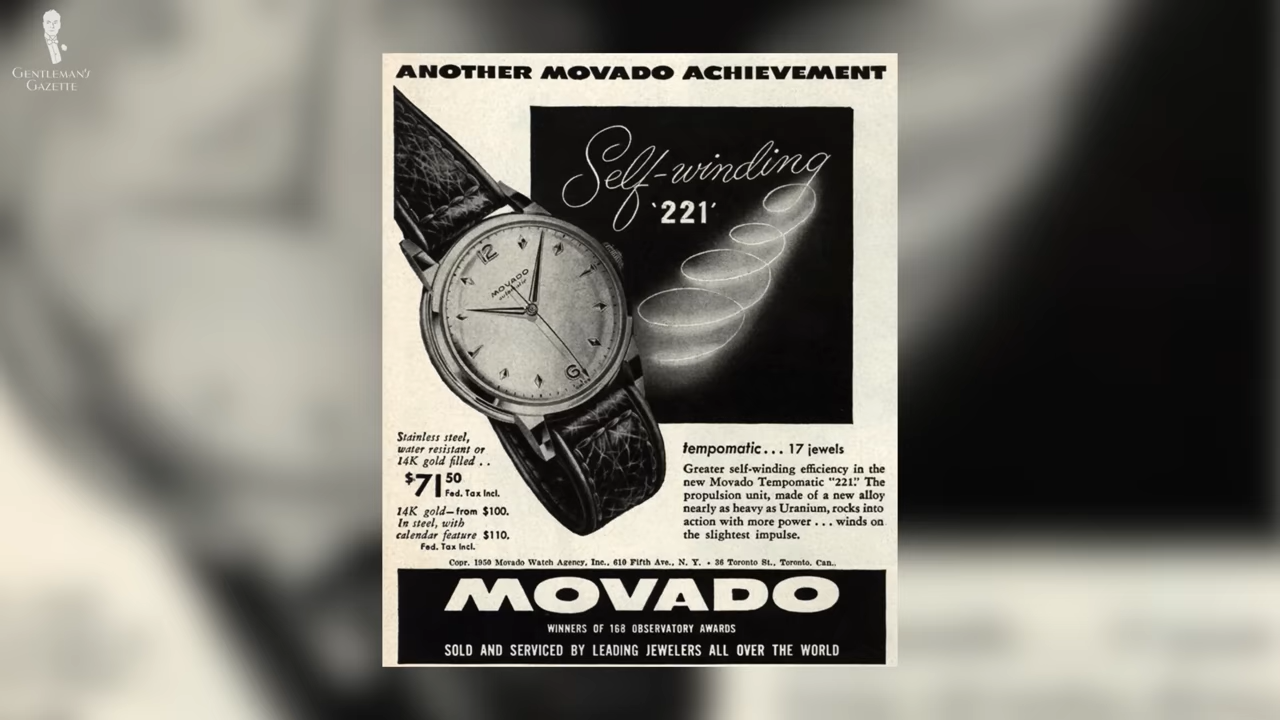 GENTLEMAN'S
GAZETTE
ANOTHER MOVADO ACHIEVEMENT
Self-winding
'221'
12
MOVADO
6
Stainless steel,
water resistant or
14K gold filled . .
$71 50
Fed. Tax Incl.
14K gold—from $100.
In steel, with
calendar feature $110.
Fed. Tax Incl.
tempomatic... 17 jewels
Greater self-winding efficiency in the
new Movado Tempomatic "221." The
propulsion unit, made of a new alloy
nearly as heavy as Uranium, rocks into
action with more power . . . winds on
the slightest impulse.
Copr. 1950 Movado Watch Agency, Inc., 610 Fifth Ave., N. Y. • 36 Toronto St., Toronto, Can.
MOVADO
WINNERS OF 168 OBSERVATORY AWARDS
SOLD AND SERVICED BY LEADING JEWELERS ALL OVER THE WORLD